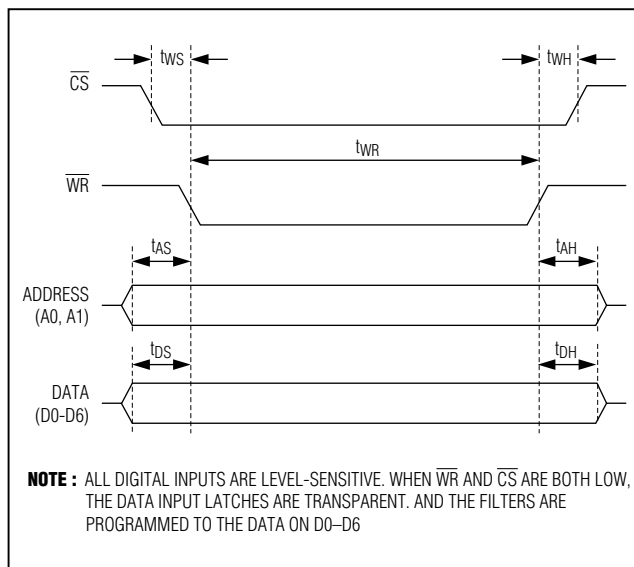 tWS
tWH
CS
tWR
WR
tAS
tAH
ADDRESS
(A0, A1)
tDS
tDH
DATA
(D0-D6)
NOTE : ALL DIGITAL INPUTS ARE LEVEL-SENSITIVE. WHEN WR AND CS ARE BOTH LOW,
THE DATA INPUT LATCHES ARE TRANSPARENT. AND THE FILTERS ARE
PROGRAMMED TO THE DATA ON D0–D6